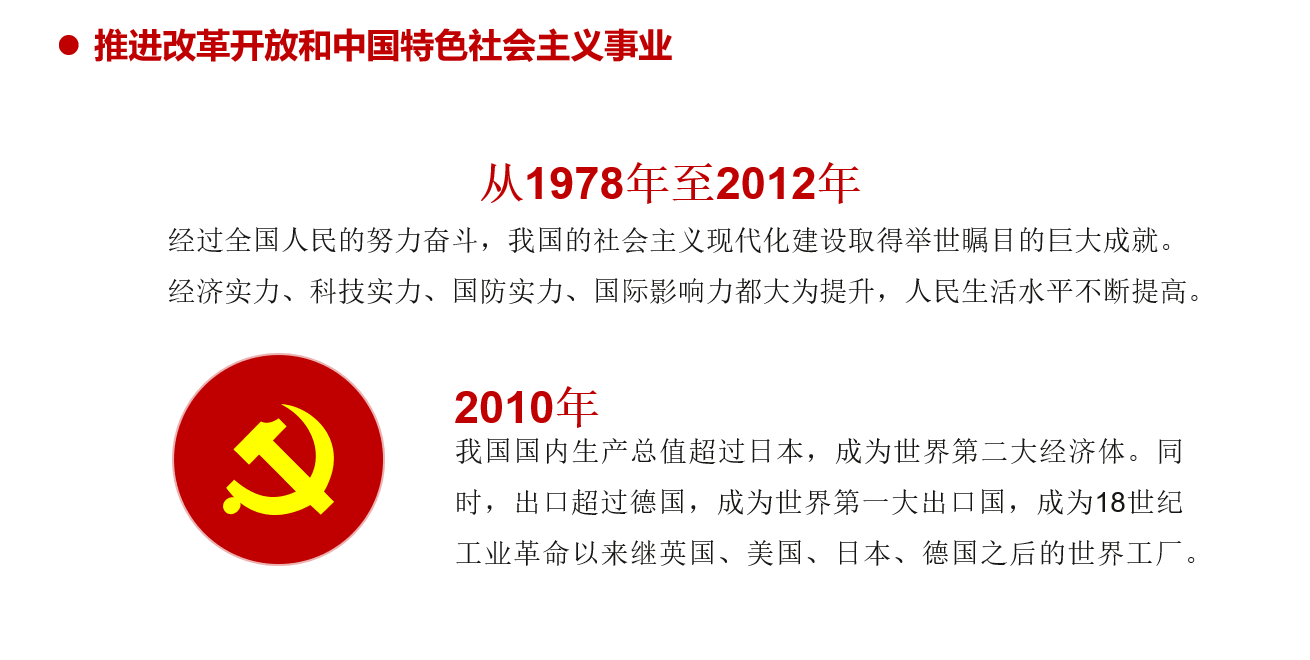 推进改革开放和中国特色社会主义事业
从1978年至2012年
经过全国人民的努力奋斗，我国的社会主义现代化建设取得举世瞩目的巨大成就。
经济实力、科技实力、国防实力、国际影响力都大为提升，人民生活水平不断提高。
2010年
我国国内生产总值超过日本，成为世界第二大经济体。同
时，出口超过德国，成为世界第一大出口国，成为18世纪
工业革命以来继英国、美国、日本、德国之后的世界工厂。